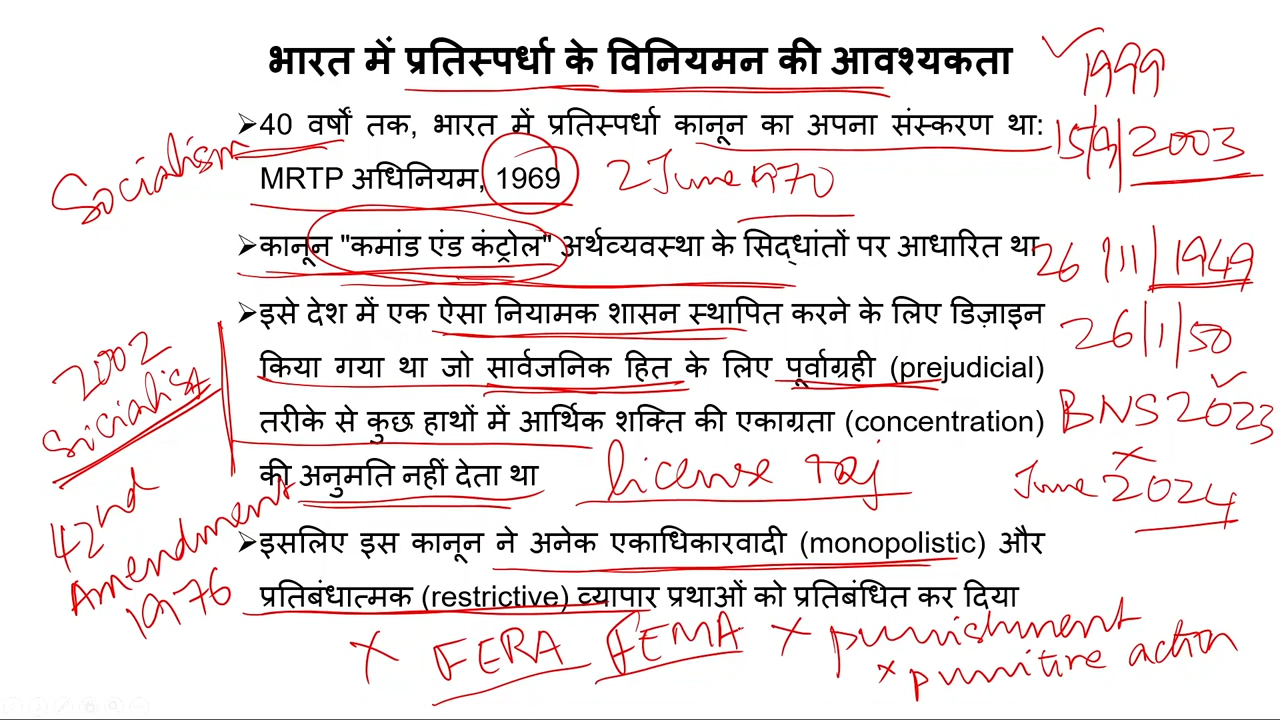 भारत में प्रतिस्पर्धा के विनियमन की आवश्यकता
1999
➢40 वर्षों तक, भारत में प्रतिस्पर्धा कानून का अपना संस्करण था:
15/9/2003
Socialism
MRTP अधिनियम, 1969
2 June 1970
➢कानून "कमांड एंड कंट्रोल" अर्थव्यवस्था के सिद्धांतों पर आधारित था
26/11/1949
➢इसे देश में एक ऐसा नियामक शासन स्थापित करने के लिए डिज़ाइन
26/1/50
2002
किया गया था जो सार्वजनिक हित के लिए पूर्वाग्रही (prejudicial)
Socialist
तरीके से कुछ हाथों में आर्थिक शक्ति की एकाग्रता (concentration)
BNS 2023
की अनुमति नहीं देता था
license raj
June 2024
42nd
Amendment
1976
➢इसलिए इस कानून ने अनेक एकाधिकारवादी (monopolistic) और
प्रतिबंधात्मक (restrictive) व्यापार प्रथाओं को प्रतिबंधित कर दिया
x FERA FEMA x punishment
x punitive action